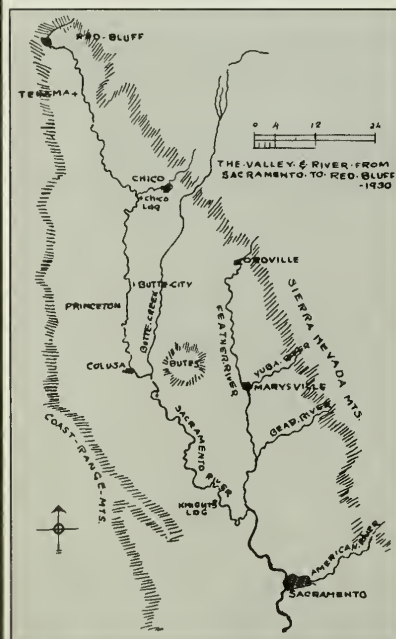 RED-BLUFF
TEHAMA
0 4 12 24
THE·VALLEY·&·RIVER·FROM
SACRAMENTO·TO·RED·BLUFF
-1930
CHICO
CHICO
LDG
OROVILLE
BUTTE-CITY
PRINCETON
BUTTE-CREEK
FEATHER-RIVER
SIERRA NEVADA MTS.
BUTES
YUBA RIVER
COLUSA
MARYSVILLE
BEAR-RIVER
SACRAMENTO RIVER
COAST-RANGE-MTS.
KNIGHTS
LDG
AMERICAN-RIVER
SACRAMENTO